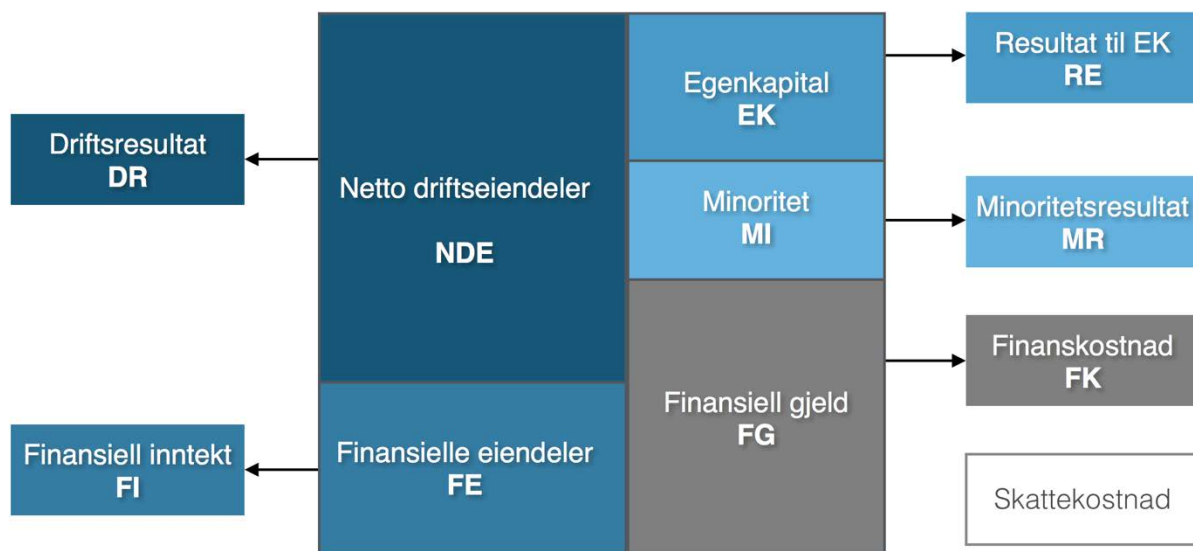 Driftsresultat
DR
Finansiell inntekt
FI
Netto driftseiendeler
NDE
Finansielle eiendeler
FE
Egenkapital
EK
Minoritet
MI
Finansiell gjeld
FG
Resultat til EK
RE
Minoritetsresultat
MR
Finanskostnad
FK
Skattekostnad